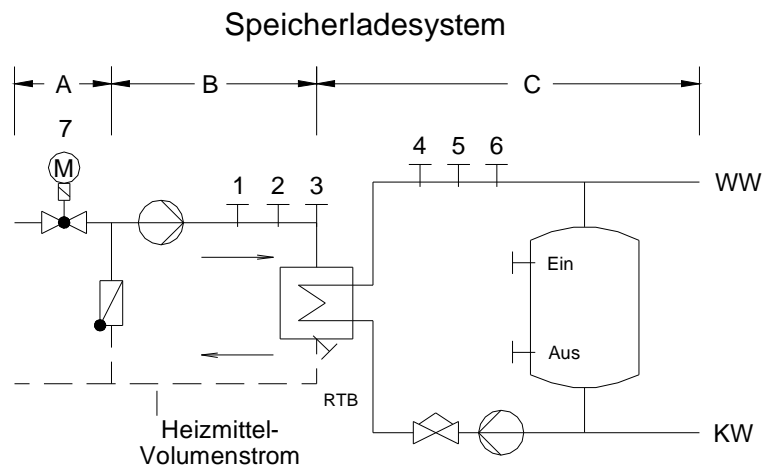 Speicherladesystem
A
B
C
7
M
1
2
3
4
5
6
WW
Ein
Aus
RTB
KW
Heizmittel-
Volumenstrom